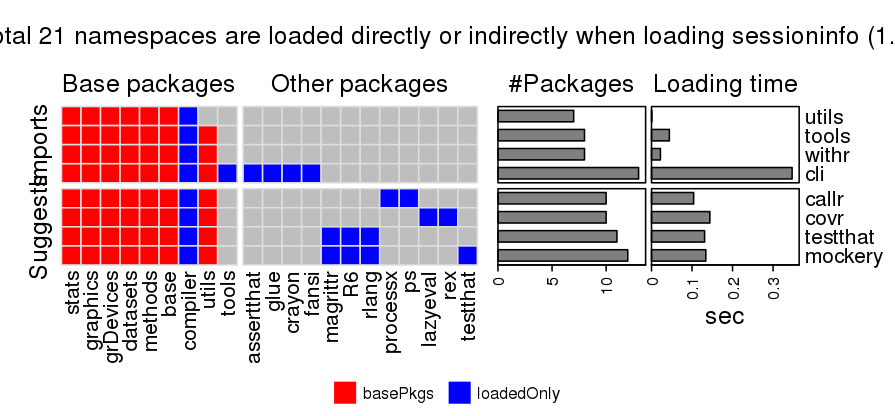 otal 21 namespaces are loaded directly or indirectly when loading sessioninfo (1.
Base packages
Other packages
#Packages
Loading time
Imports
Suggests
utils
tools
withr
cli
callr
covr
testthat
mockery
stats
graphics
grDevices
datasets
methods
base
compiler
utils
tools
assertthat
glue
crayon
fansi
magrittr
R6
rlang
processx
ps
lazyeval
rex
testthat
0
5
10
0
0.1
0.2
0.3
sec
basePkgs
loadedOnly